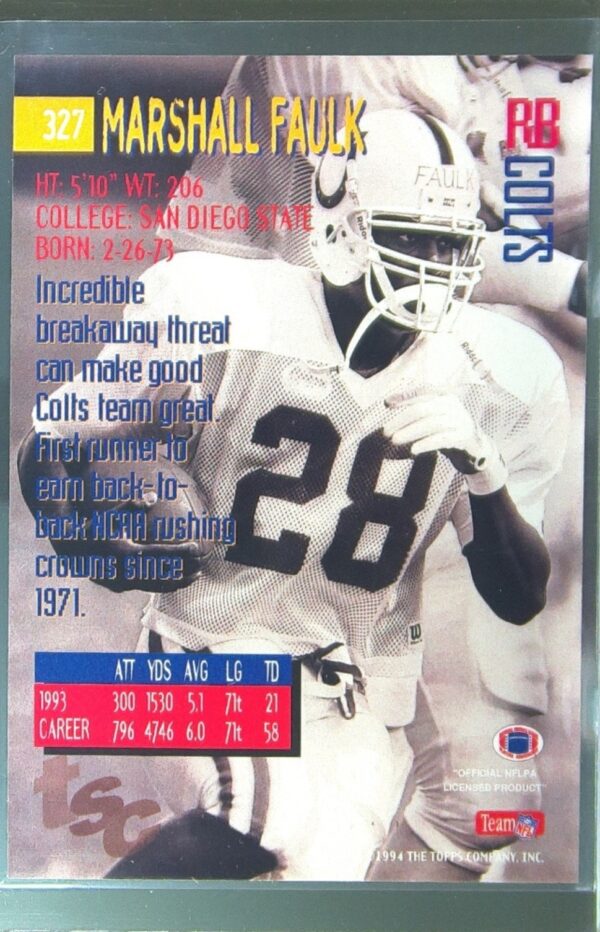 327 MARSHALL FAULK
RB
COLTS
HT: 5'10" WT: 206
COLLEGE: SAN DIEGO STATE
BORN: 2-26-73
FAULK
Riddell
Incredible
breakaway threat
can make good
Colts team great.
First runner to
earn back-to-
back NCAA rushing
crowns since
1971.
28
W
ATT YDS AVG LG TD
1993 300 1530 5.1 71t 21
CAREER 796 4746 6.0 71t 58
tsc
"OFFICIAL NFLPA
LICENSED PRODUCT"
Team NFL
©1994 THE TOPPS COMPANY, INC.